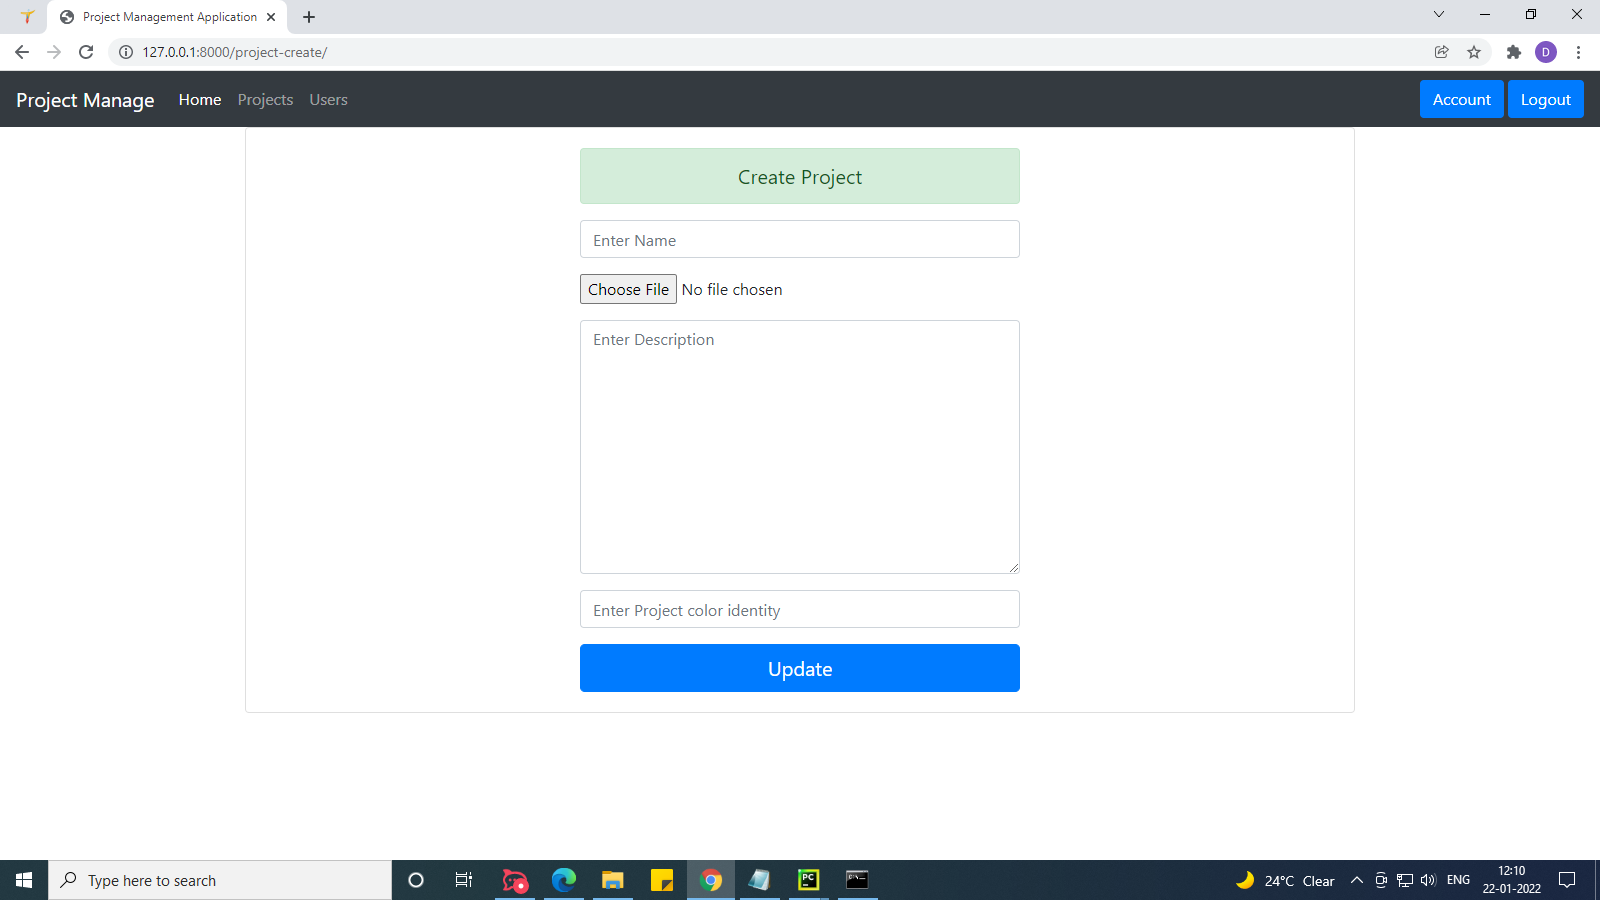 Project Management Application
127.0.0.1:8000/project-create/
D
Project Manage Home Projects Users Account Logout
Create Project
Enter Name
Choose File No file chosen
Enter Description
Enter Project color identity
Update
Type here to search
PC
24°C Clear
ENG
12:10
22-01-2022